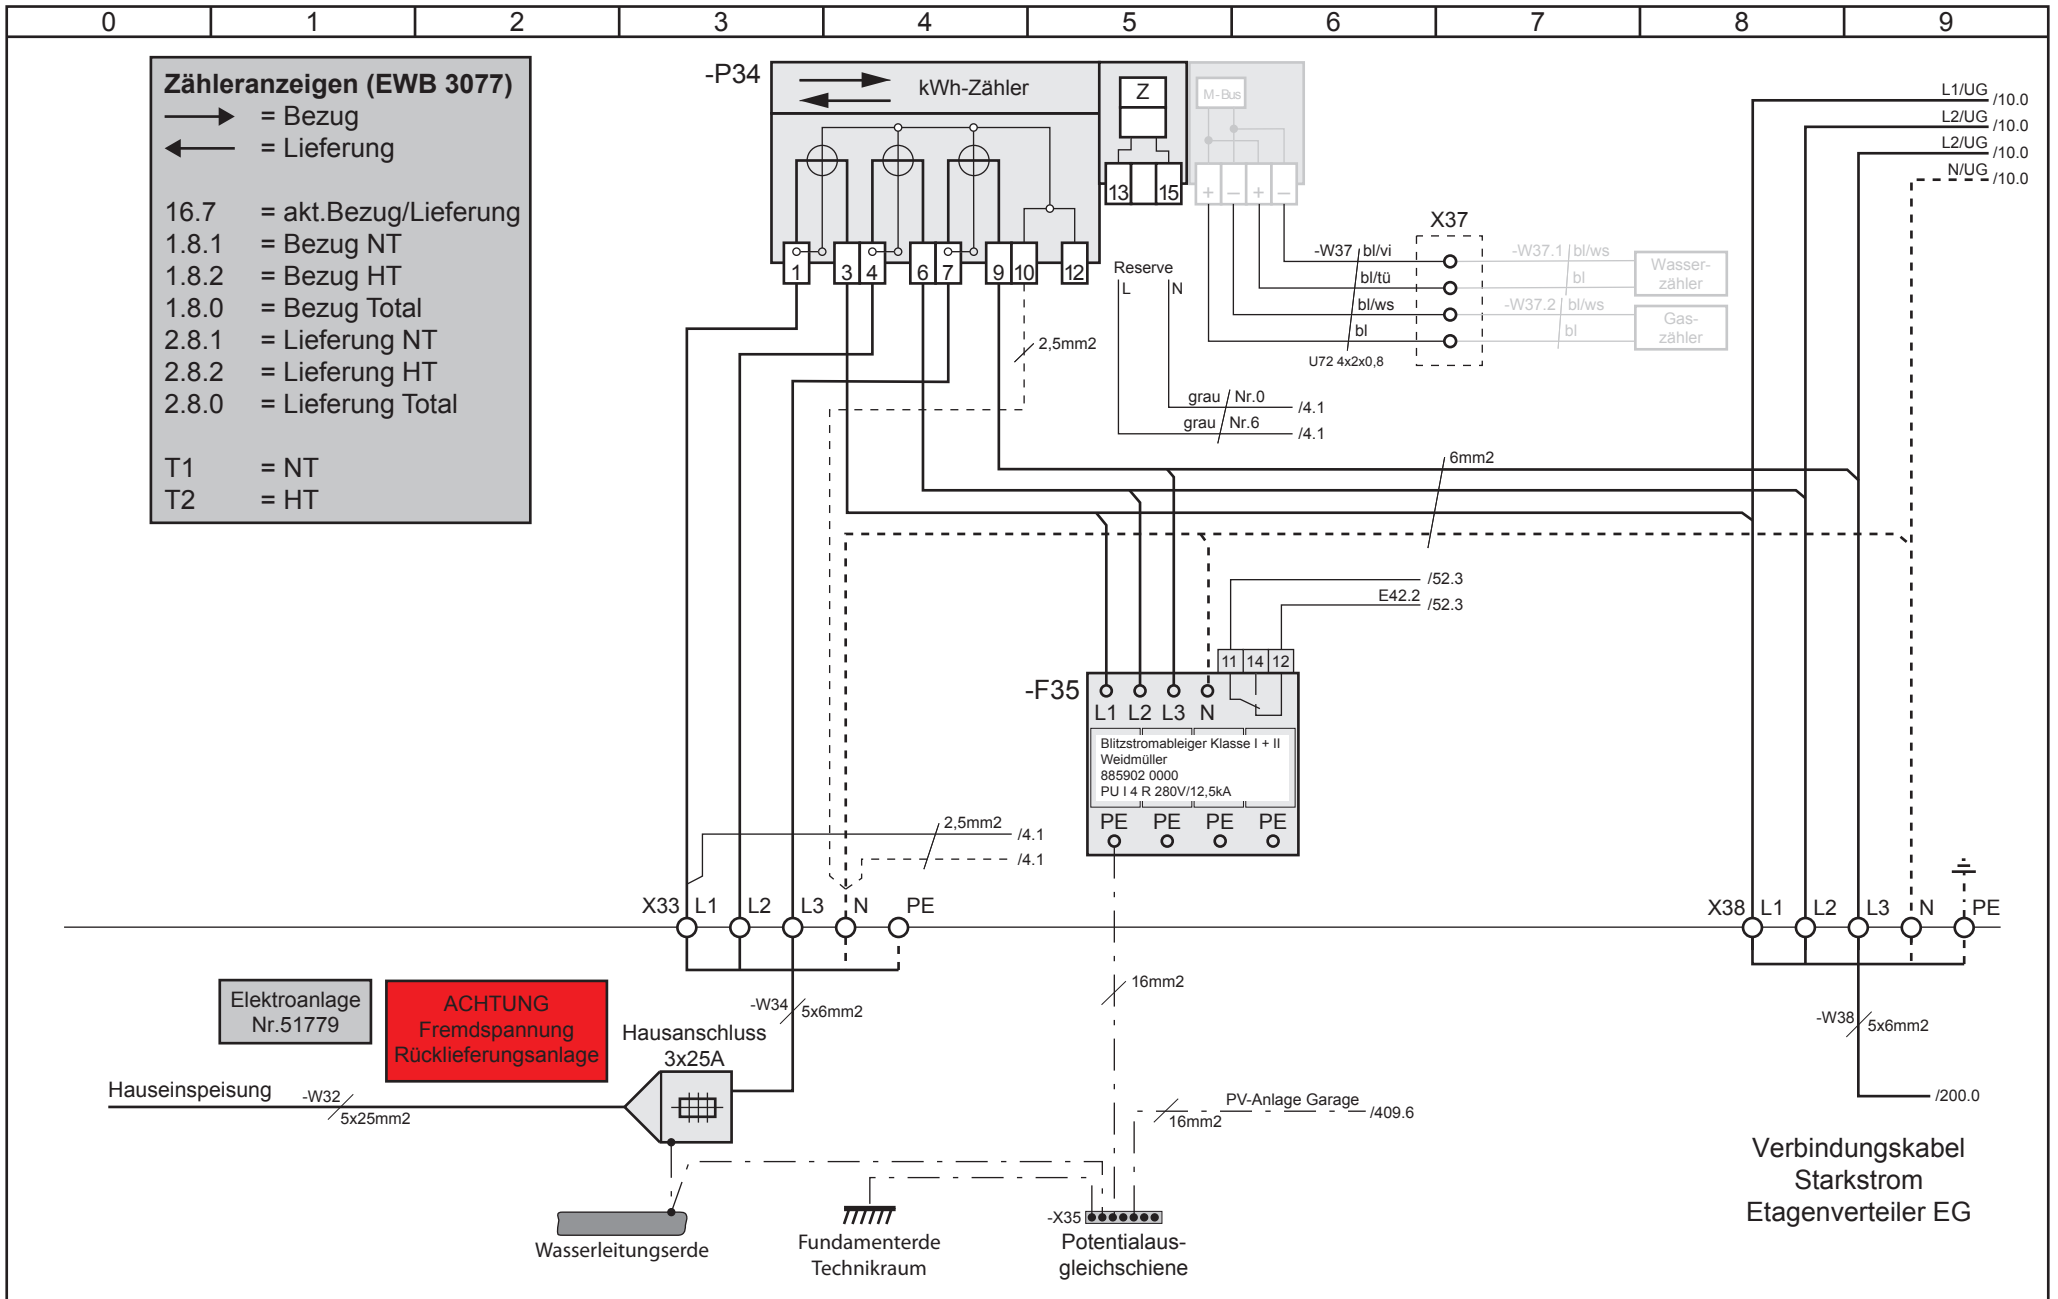 0 1 2 3 4 5 6 7 8 9
Zähleranzeigen (EWB 3077)
= Bezug
= Lieferung
16.7 = akt.Bezug/Lieferung
1.8.1 = Bezug NT
1.8.2 = Bezug HT
1.8.0 = Bezug Total
2.8.1 = Lieferung NT
2.8.2 = Lieferung HT
2.8.0 = Lieferung Total
T1 = NT
T2 = HT
-P34
kWh-Zähler
Z
M-Bus
13 15
+ – + –
1 3 4 6 7 9 10 12
2,5mm2
Reserve
L N
grau Nr.0 /4.1
grau Nr.6 /4.1
X37
-W37 bl/vi
bl/tü
bl/ws
bl
U72 4x2x0,8
-W37.1 bl/ws
bl
-W37.2 bl/ws
bl
Wasser-
zähler
Gas-
zähler
L1/UG /10.0
L2/UG /10.0
L2/UG /10.0
N/UG /10.0
6mm2
/52.3
E42.2 /52.3
11 14 12
-F35
L1 L2 L3 N
Blitzstromableiger Klasse I + II
Weidmüller
885902 0000
PU I 4 R 280V/12,5kA
PE PE PE PE
2,5mm2 /4.1
/4.1
X33 L1 L2 L3 N PE
X38 L1 L2 L3 N PE
16mm2
Elektroanlage
Nr.51779
ACHTUNG
Fremdspannung
Rücklieferungsanlage
-W34 5x6mm2
Hausanschluss
3x25A
Hauseinspeisung
-W32
5x25mm2
-W38 5x6mm2
/200.0
PV-Anlage Garage /409.6
16mm2
Verbindungskabel
Starkstrom
Etagenverteiler EG
Wasserleitungserde
Fundamenterde
Technikraum
-X35
Potentialaus-
gleichschiene